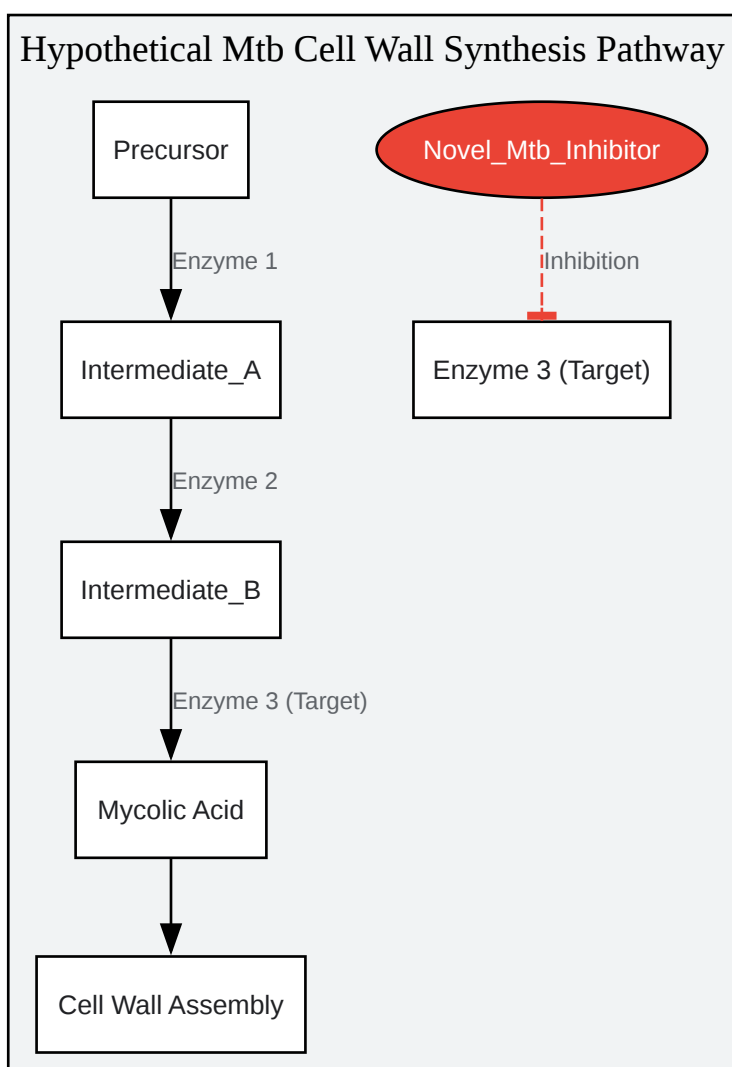 Hypothetical Mtb Cell Wall Synthesis Pathway
Precursor
Novel_Mtb_Inhibitor
Enzyme 1
Inhibition
Intermediate_A
Enzyme 3 (Target)
Enzyme 2
Intermediate_B
Enzyme 3 (Target)
Mycolic Acid
Cell Wall Assembly